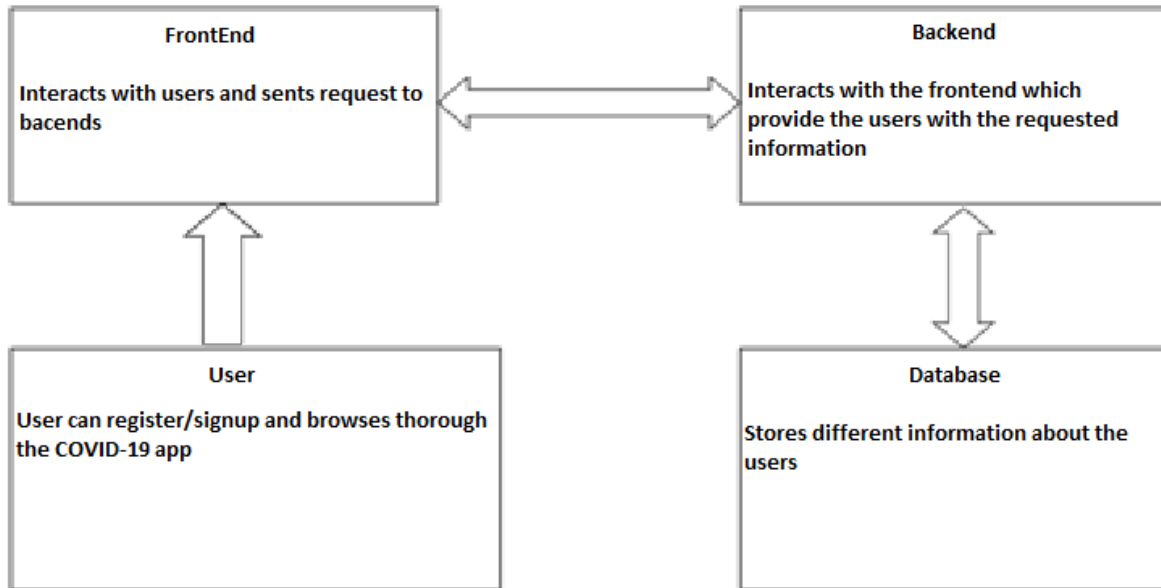 FrontEnd
Interacts with users and sents request to
bacends
Backend
Interacts with the frontend which
provide the users with the requested
information
User
User can register/signup and browses thorough
the COVID-19 app
Database
Stores different information about the
users